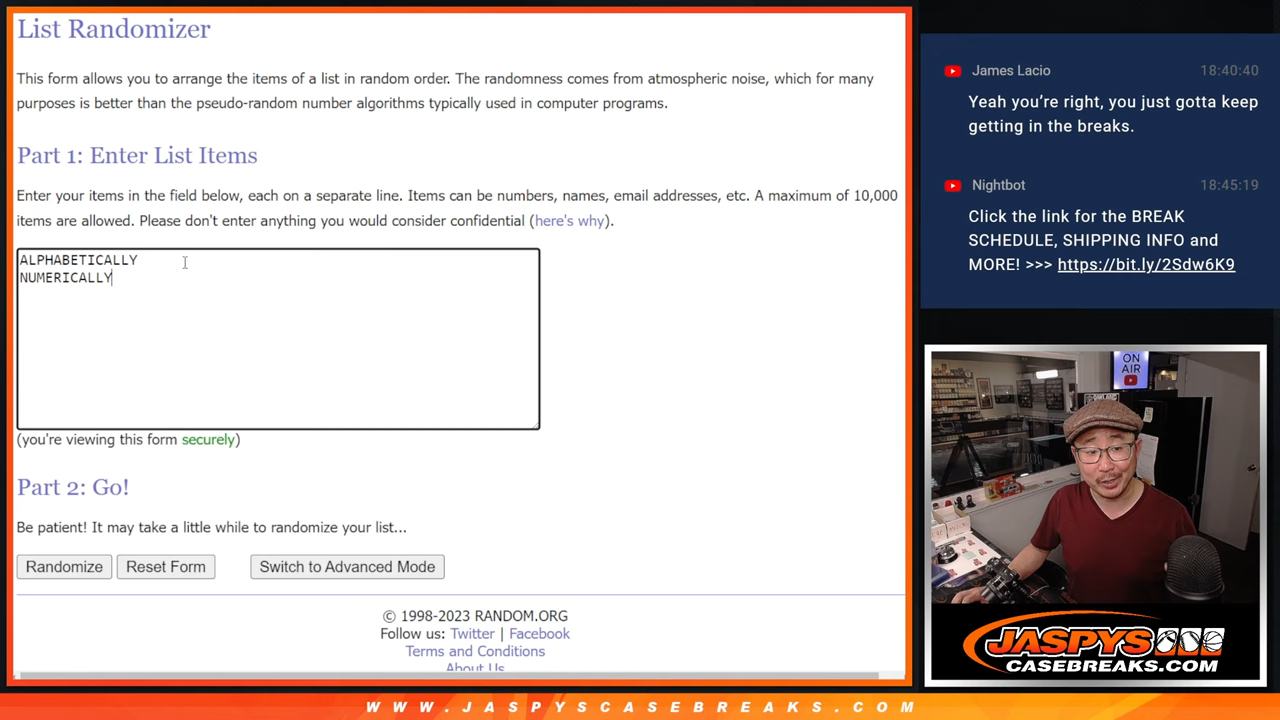 List Randomizer
This form allows you to arrange the items of a list in random order. The randomness comes from atmospheric noise, which for many
purposes is better than the pseudo-random number algorithms typically used in computer programs.
Part 1: Enter List Items
Enter your items in the field below, each on a separate line. Items can be numbers, names, email addresses, etc. A maximum of 10,000
items are allowed. Please don't enter anything you would consider confidential (here's why).
ALPHABETICALLY
NUMERICALLY
(you're viewing this form securely)
Part 2: Go!
Be patient! It may take a little while to randomize your list...
Randomize Reset Form Switch to Advanced Mode
© 1998-2023 RANDOM.ORG
Follow us: Twitter | Facebook
Terms and Conditions
About Us
James Lacio 18:40:40
Yeah you’re right, you just gotta keep
getting in the breaks.
Nightbot 18:45:19
Click the link for the BREAK
SCHEDULE, SHIPPING INFO and
MORE! >>> https://bit.ly/2Sdw6K9
ON
AIR
JASPYS
CASEBREAKS.COM
WWW.JASPYSCASEBREAKS.COM